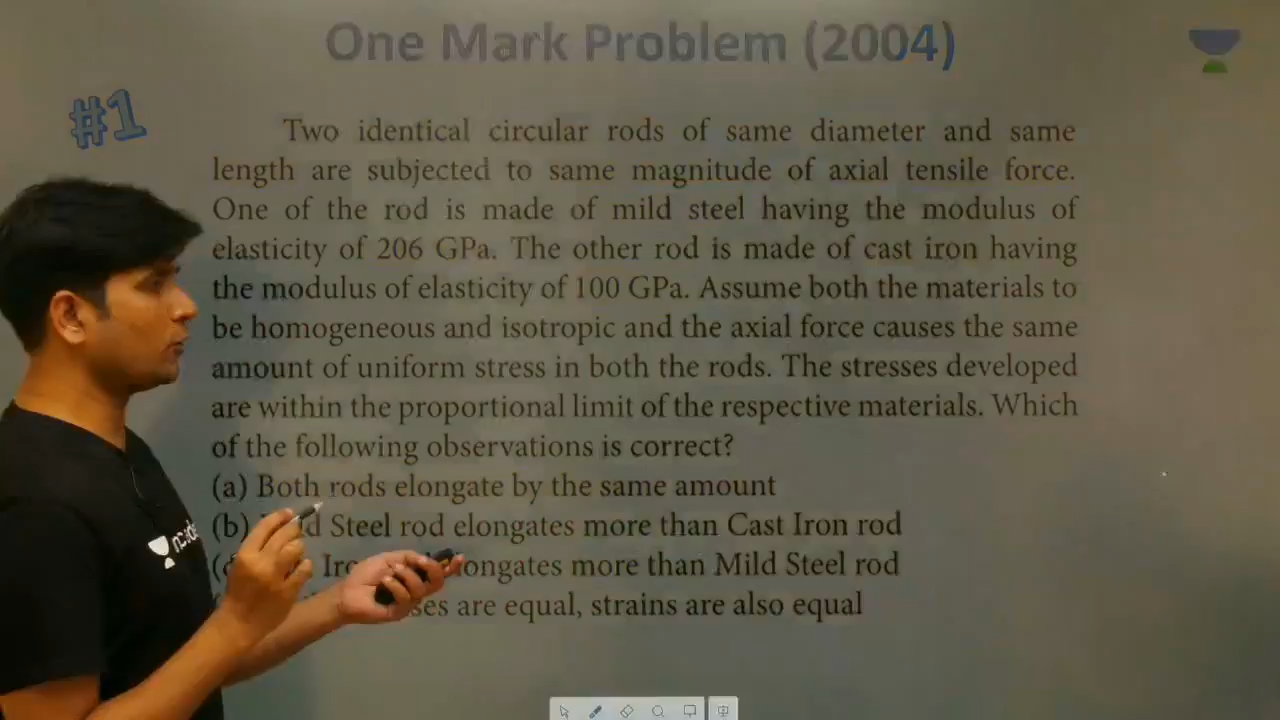 One Mark Problem (2004)
#1
Two identical circular rods of same diameter and same
length are subjected to same magnitude of axial tensile force.
One of the rod is made of mild steel having the modulus of
elasticity of 206 GPa. The other rod is made of cast iron having
the modulus of elasticity of 100 GPa. Assume both the materials to
be homogeneous and isotropic and the axial force causes the same
amount of uniform stress in both the rods. The stresses developed
are within the proportional limit of the respective materials. Which
of the following observations is correct?
(a) Both rods elongate by the same amount
(b) Steel rod elongates more than Cast Iron rod
elongates more than Mild Steel rod
are equal, strains are also equal